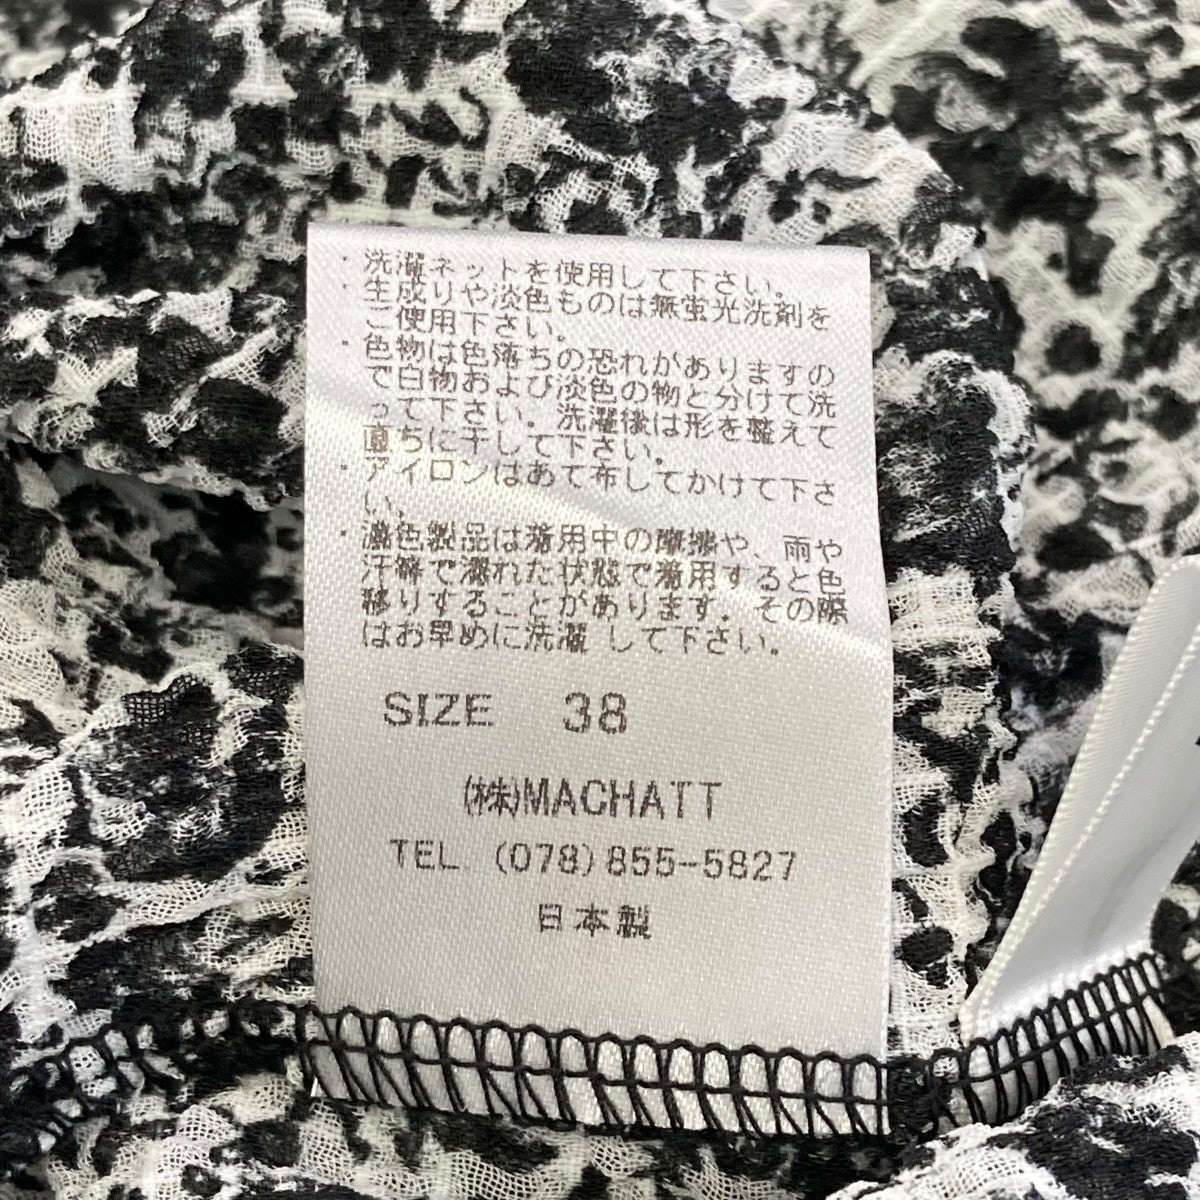 ・洗濯ネットを使用して下さい。
・生成りや淡色ものは無蛍光洗剤を
ご使用下さい。
・色物は色落ちの恐れがありますの
で白物および淡色の物と分けて洗
って下さい。洗濯後は形を整えて
直ちに干して下さい。
・アイロンはあて布してかけて下さ
い。
・濃色製品は着用中の摩擦や、雨や
汗等で濡れた状態で着用すると色
移りすることがあります。その際
はお早めに洗濯 して下さい。
SIZE 38
(株)MACHATT
TEL. (078)855-5827
日本製